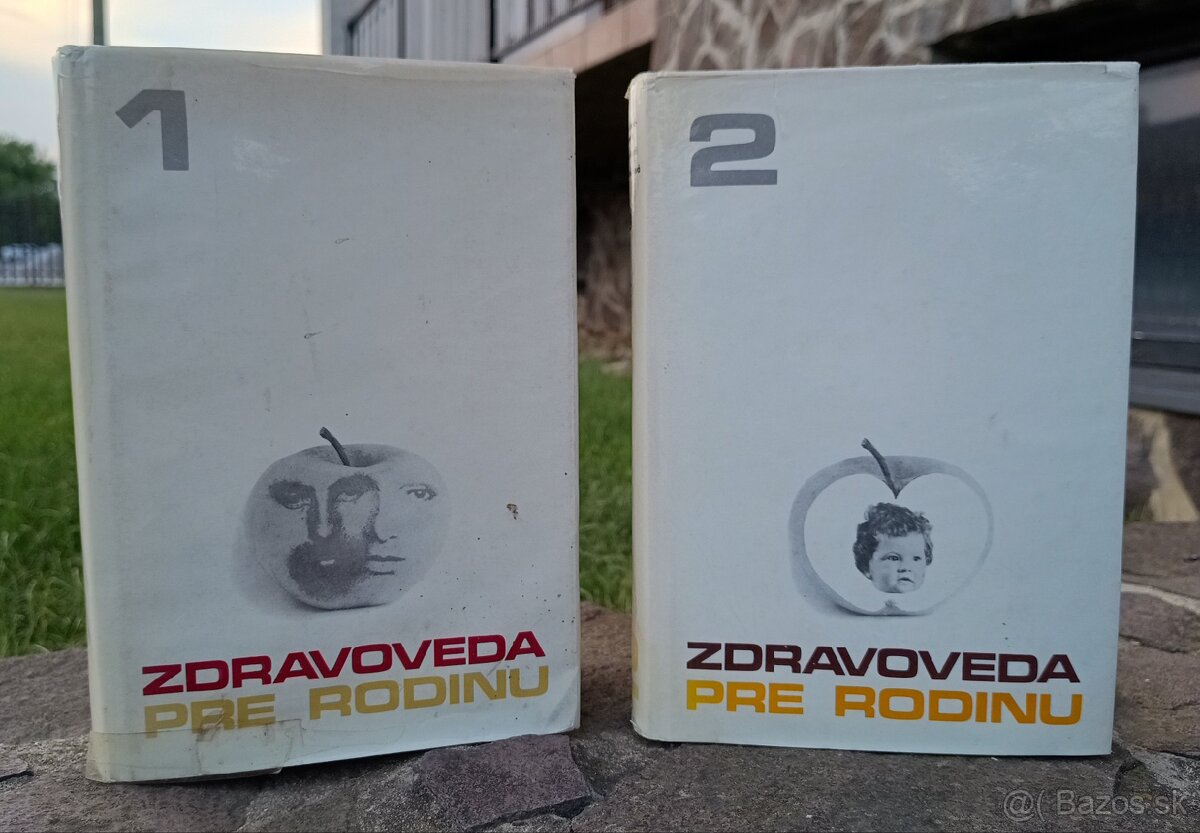 1
ZDRAVOVEDA
PRE RODINU
2
ZDRAVOVEDA
PRE RODINU
@( Bazos.sk